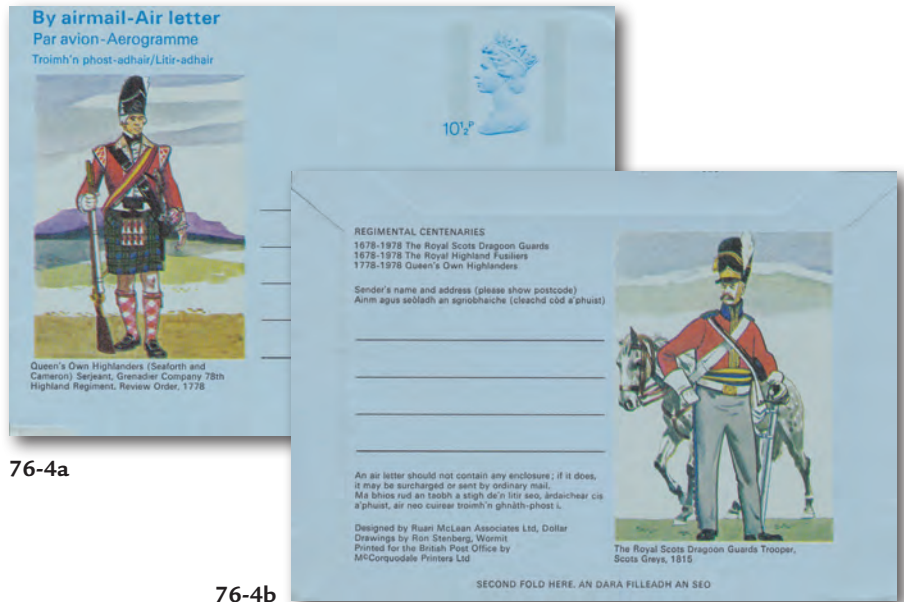 By airmail-Air letter
Par avion-Aerogramme
Troimh'n phost-adhair/Litir-adhair
10½P
Queen's Own Highlanders (Seaforth and
Cameron) Serjeant, Grenadier Company 78th
Highland Regiment, Review Order, 1778
76-4a
REGIMENTAL CENTENARIES
1678-1978 The Royal Scots Dragoon Guards
1678-1978 The Royal Highland Fusiliers
1778-1978 Queen's Own Highlanders
Sender's name and address (please show postcode)
Ainm agus seòladh an sgrìobhaiche (cleachd còd a'phuist)
An air letter should not contain any enclosure; if it does,
it may be surcharged or sent by ordinary mail.
Ma bhios rud an taobh a stigh de'n litir seo, àrdaichear cis
a'phuist, air neo cuirear troimh'n ghnàth-phost i.
Designed by Ruari McLean Associates Ltd, Dollar
Drawings by Ron Stenberg, Wormit
Printed for the British Post Office by
McCorquodale Printers Ltd
The Royal Scots Dragoon Guards Trooper,
Scots Greys, 1815
SECOND FOLD HERE. AN DARA FILLEADH AN SEO
76-4b